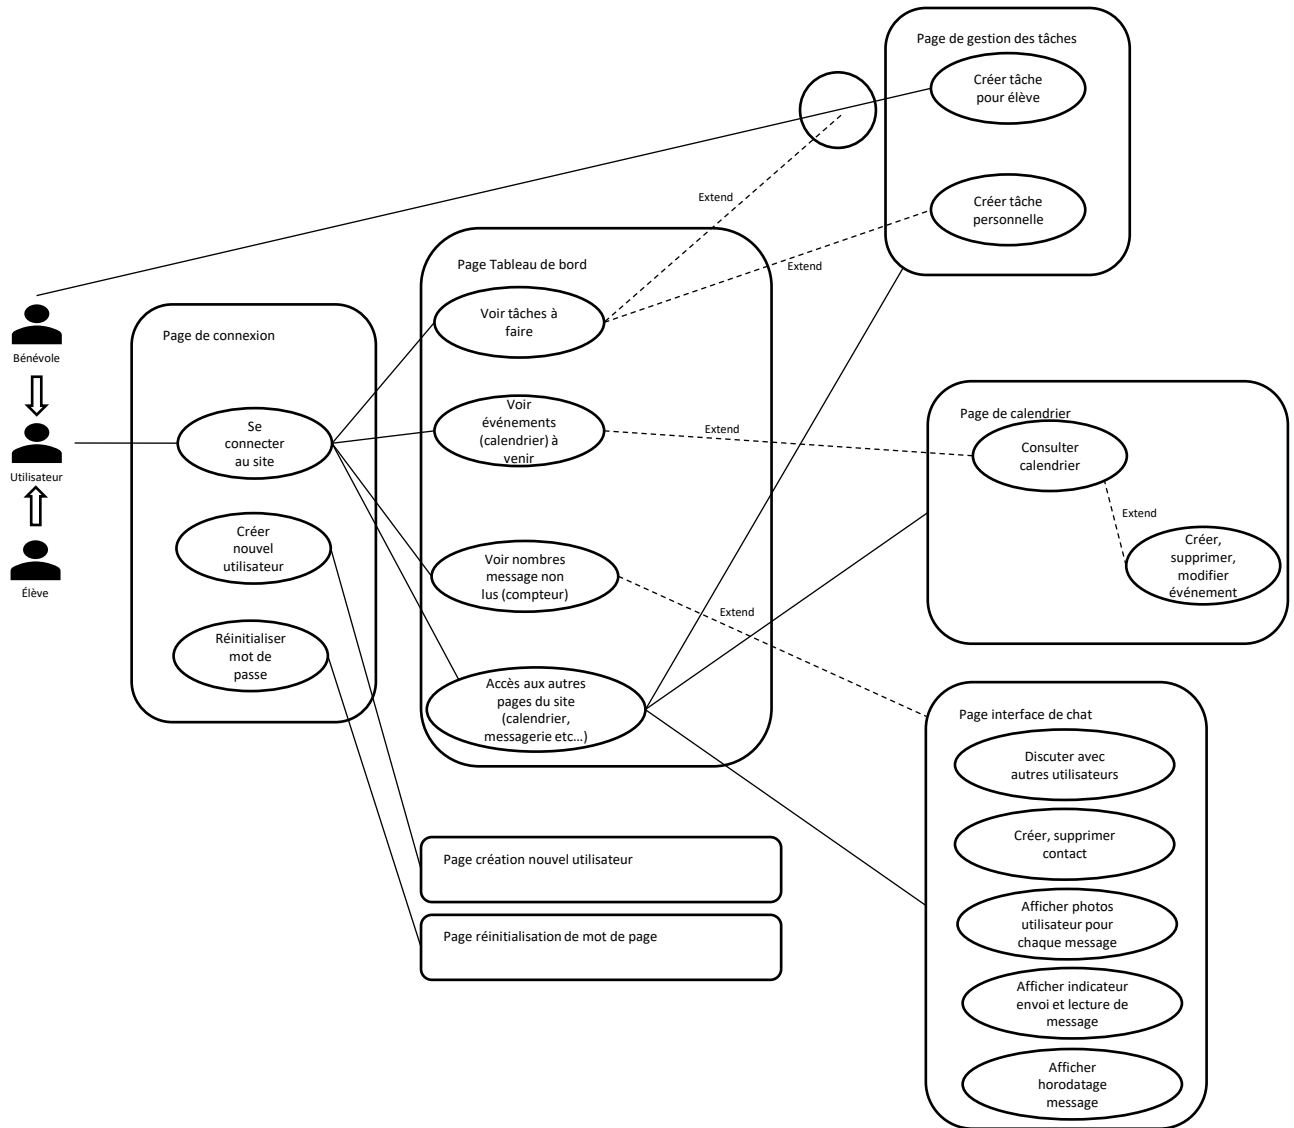 Page de gestion des tâches
Créer tâche
pour élève
Créer tâche
personnelle
Extend
Extend
Bénévole
Utilisateur
Élève
Page de connexion
Se
connecter
au site
Créer
nouvel
utilisateur
Réinitialiser
mot de
passe
Page Tableau de bord
Voir tâches à
faire
Voir
événements
(calendrier) à
venir
Voir nombres
message non
lus (compteur)
Accès aux autres
pages du site
(calendrier,
messagerie etc…)
Extend
Extend
Page de calendrier
Consulter
calendrier
Extend
Créer,
supprimer,
modifier
événement
Page création nouvel utilisateur
Page réinitialisation de mot de page
Page interface de chat
Discuter avec
autres utilisateurs
Créer, supprimer
contact
Afficher photos
utilisateur pour
chaque message
Afficher indicateur
envoi et lecture de
message
Afficher
horodatage
message